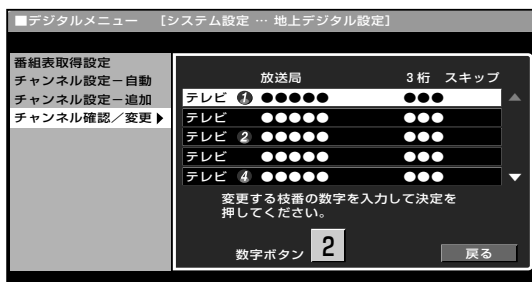 ■デジタルメニュー [システム設定 … 地上デジタル設定]
番組表取得設定
チャンネル設定－自動
チャンネル設定－追加
チャンネル確認／変更▶
放送局 3桁 スキップ
テレビ ❶ ●●●●● ●●●
テレビ ●●●●● ●●●
テレビ ❷ ●●●●● ●●●
テレビ ●●●●● ●●●
テレビ ❹ ●●●●● ●●●
変更する枝番の数字を入力して決定を
押してください。
数字ボタン 2
戻る